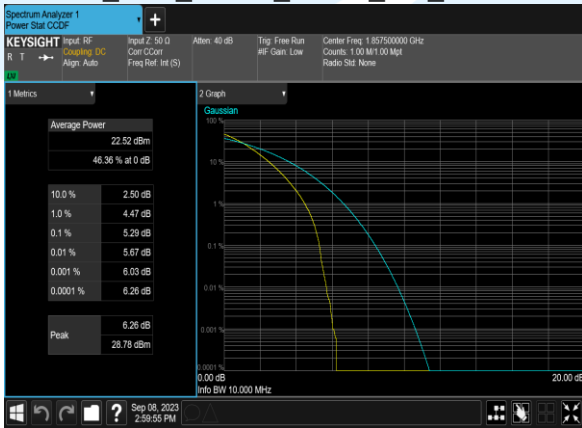 Spectrum Analyzer 1
Power Stat CCDF
KEYSIGHT
R T
Input: RF
Coupling: DC
Align: Auto
Input Z: 50 Ω
Corr CCorr
Freq Ref: Int (S)
Atten: 40 dB
Trig: Free Run
#IF Gain: Low
Center Freq: 1.857500000 GHz
Counts: 1.00 M/1.00 Mpt
Radio Std: None
1 Metrics
Average Power
22.52 dBm
46.36 % at 0 dB
10.0 % 2.50 dB
1.0 % 4.47 dB
0.1 % 5.29 dB
0.01 % 5.67 dB
0.001 % 6.03 dB
0.0001 % 6.26 dB
Peak
6.26 dB
28.78 dBm
2 Graph
Gaussian
100 %
10 %
1 %
0.1 %
0.01 %
0.001 %
0.0001 %
0.00 dB 20.00 dB
Info BW 10.000 MHz
Sep 08, 2023
2:59:55 PM